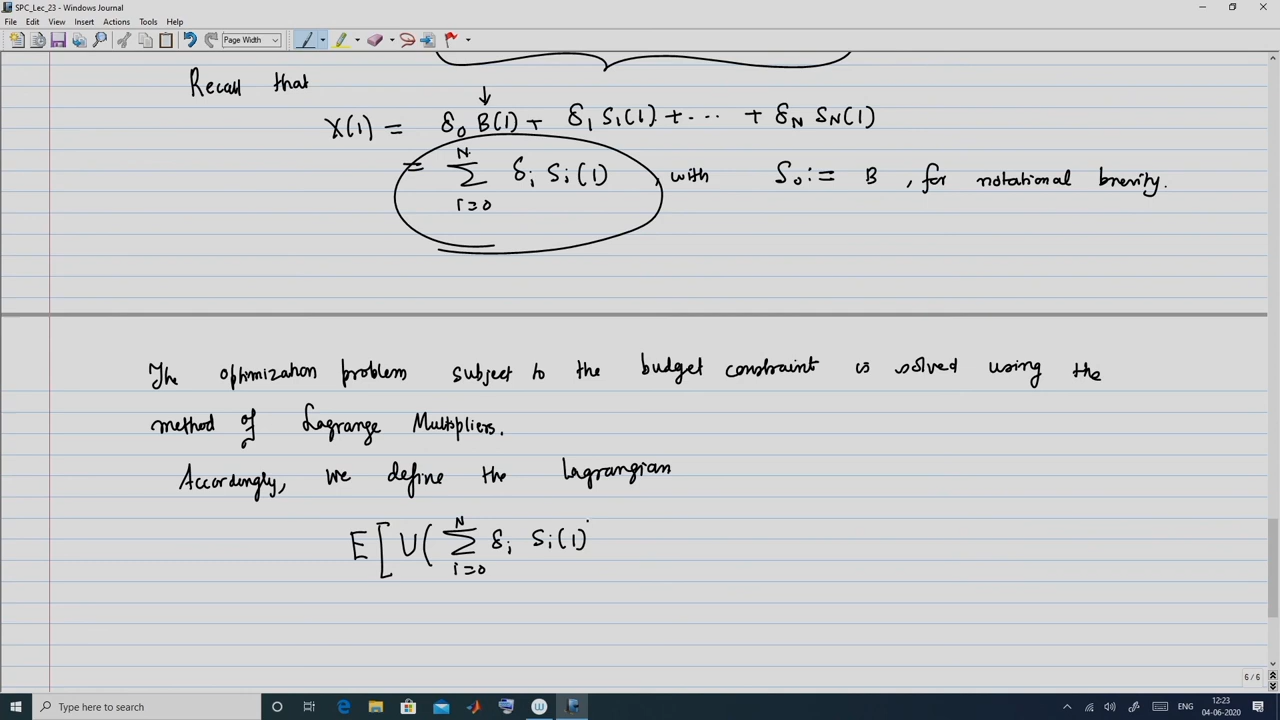 SPC_Lec_23 - Windows Journal
File Edit View Insert Actions Tools Help
Page Width
Recall that
X(1) = δ₀ B(1) + δ₁ S₁(1) + ... + δN SN(1)
= Σ_{i=0}^{N} δᵢ Sᵢ(1), with S₀ := B, for notational brevity.
The optimization problem subject to the budget constraint is solved using the
method of Lagrange Multipliers.
Accordingly, we define the Lagrangian
E[U( Σ_{i=0}^{N} δᵢ Sᵢ(1)
6 / 6
Type here to search
12:23
04-06-2020